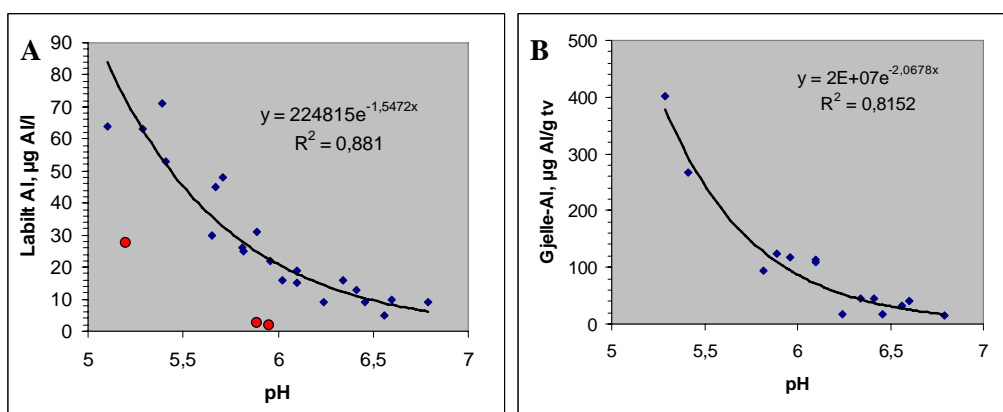 A
Labilt Al, µg Al/l
90
80
70
60
50
40
30
20
10
0
y = 224815e^-1,5472x
R² = 0,881
5
5,5
6
6,5
7
pH
B
Gjelle-Al, µg Al/g tv
500
400
300
200
100
0
y = 2E+07e^-2,0678x
R² = 0,8152
5
5,5
6
6,5
7
pH